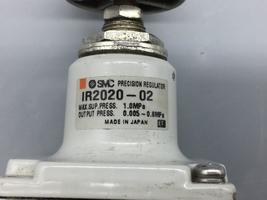 SMC PRECISION REGULATOR
IR2020-02
MAX.SUP.PRESS. 1.0MPa
OUTPUT PRESS. 0.005-0.8MPa
MADE IN JAPAN